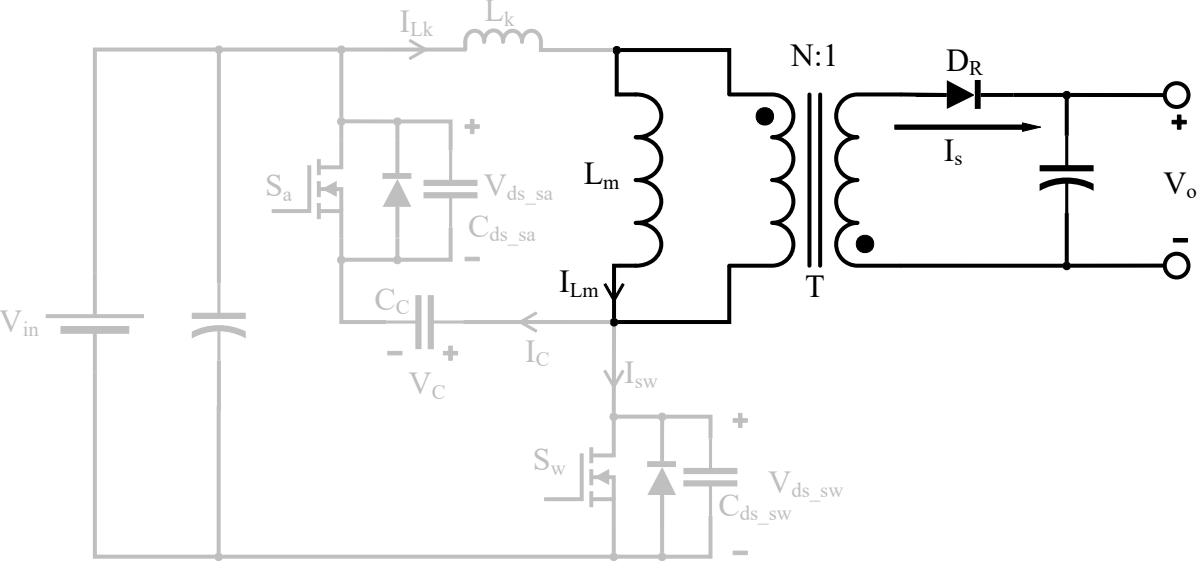 L_k
I_Lk
N:1
D_R
+
I_s
S_a
+
V_ds_sa
C_ds_sa
−
L_m
V_o
−
I_Lm
T
V_in
C_C
− +
V_C
I_C
I_sw
+
S_w
V_ds_sw
C_ds_sw
−